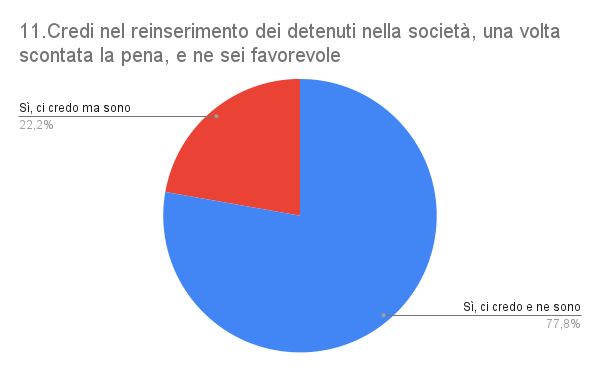 11.Credi nel reinserimento dei detenuti nella società, una volta
scontata la pena, e ne sei favorevole
Sì, ci credo ma sono
22,2%
Sì, ci credo e ne sono
77,8%